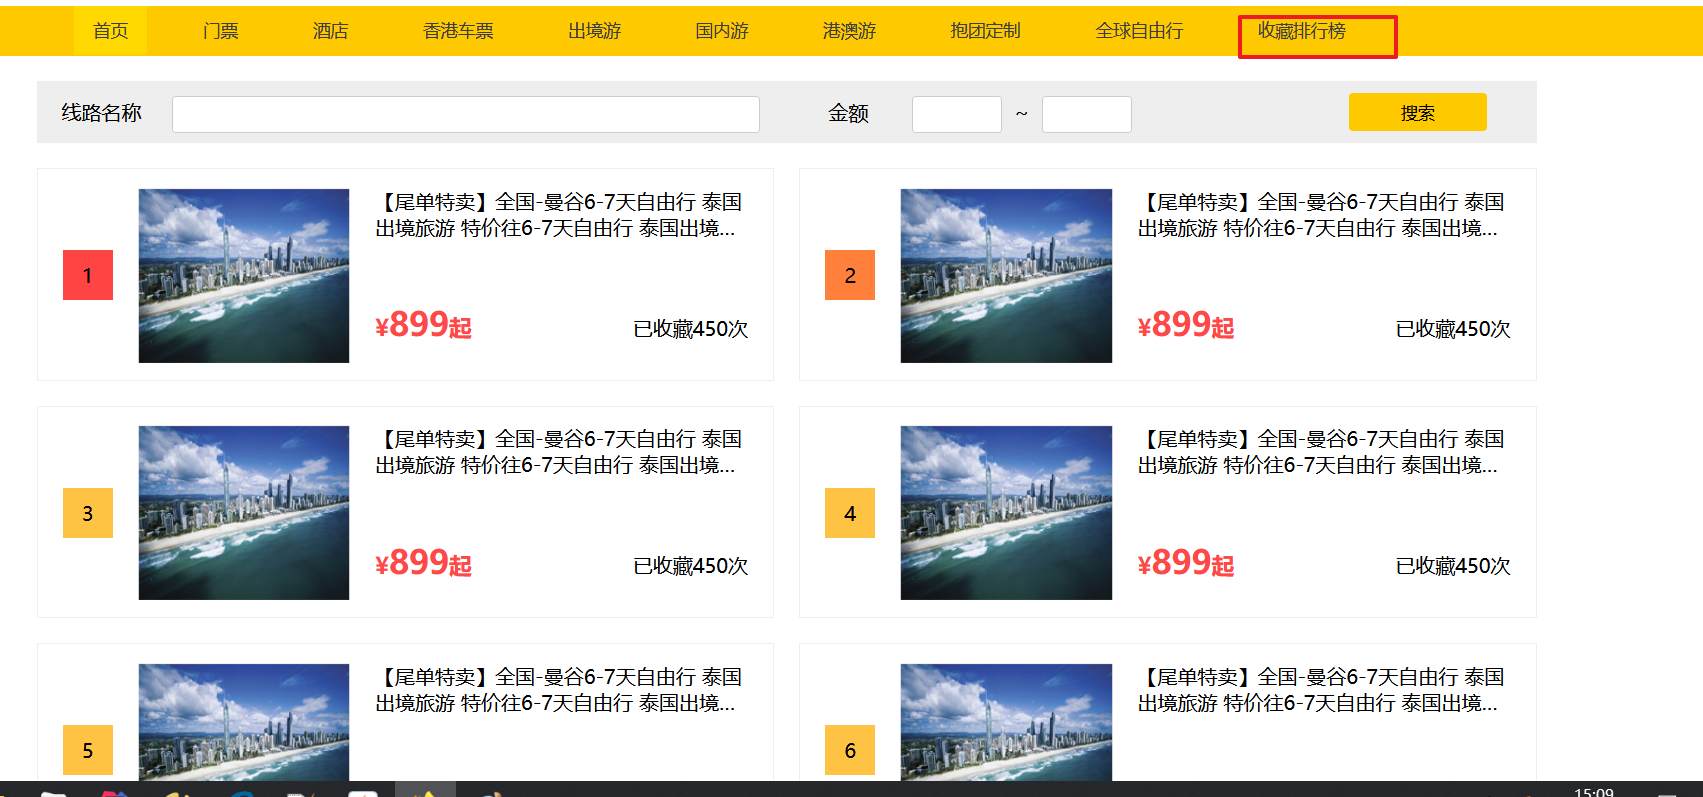 首页 门票 酒店 香港车票 出境游 国内游 港澳游 抱团定制 全球自由行 收藏排行榜
线路名称 金额 ~ 搜索
1
【尾单特卖】全国-曼谷6-7天自由行 泰国
出境旅游 特价往6-7天自由行 泰国出境...
¥899起 已收藏450次
2
【尾单特卖】全国-曼谷6-7天自由行 泰国
出境旅游 特价往6-7天自由行 泰国出境...
¥899起 已收藏450次
3
【尾单特卖】全国-曼谷6-7天自由行 泰国
出境旅游 特价往6-7天自由行 泰国出境...
¥899起 已收藏450次
4
【尾单特卖】全国-曼谷6-7天自由行 泰国
出境旅游 特价往6-7天自由行 泰国出境...
¥899起 已收藏450次
5
【尾单特卖】全国-曼谷6-7天自由行 泰国
出境旅游 特价往6-7天自由行 泰国出境...
6
【尾单特卖】全国-曼谷6-7天自由行 泰国
出境旅游 特价往6-7天自由行 泰国出境...
15:09